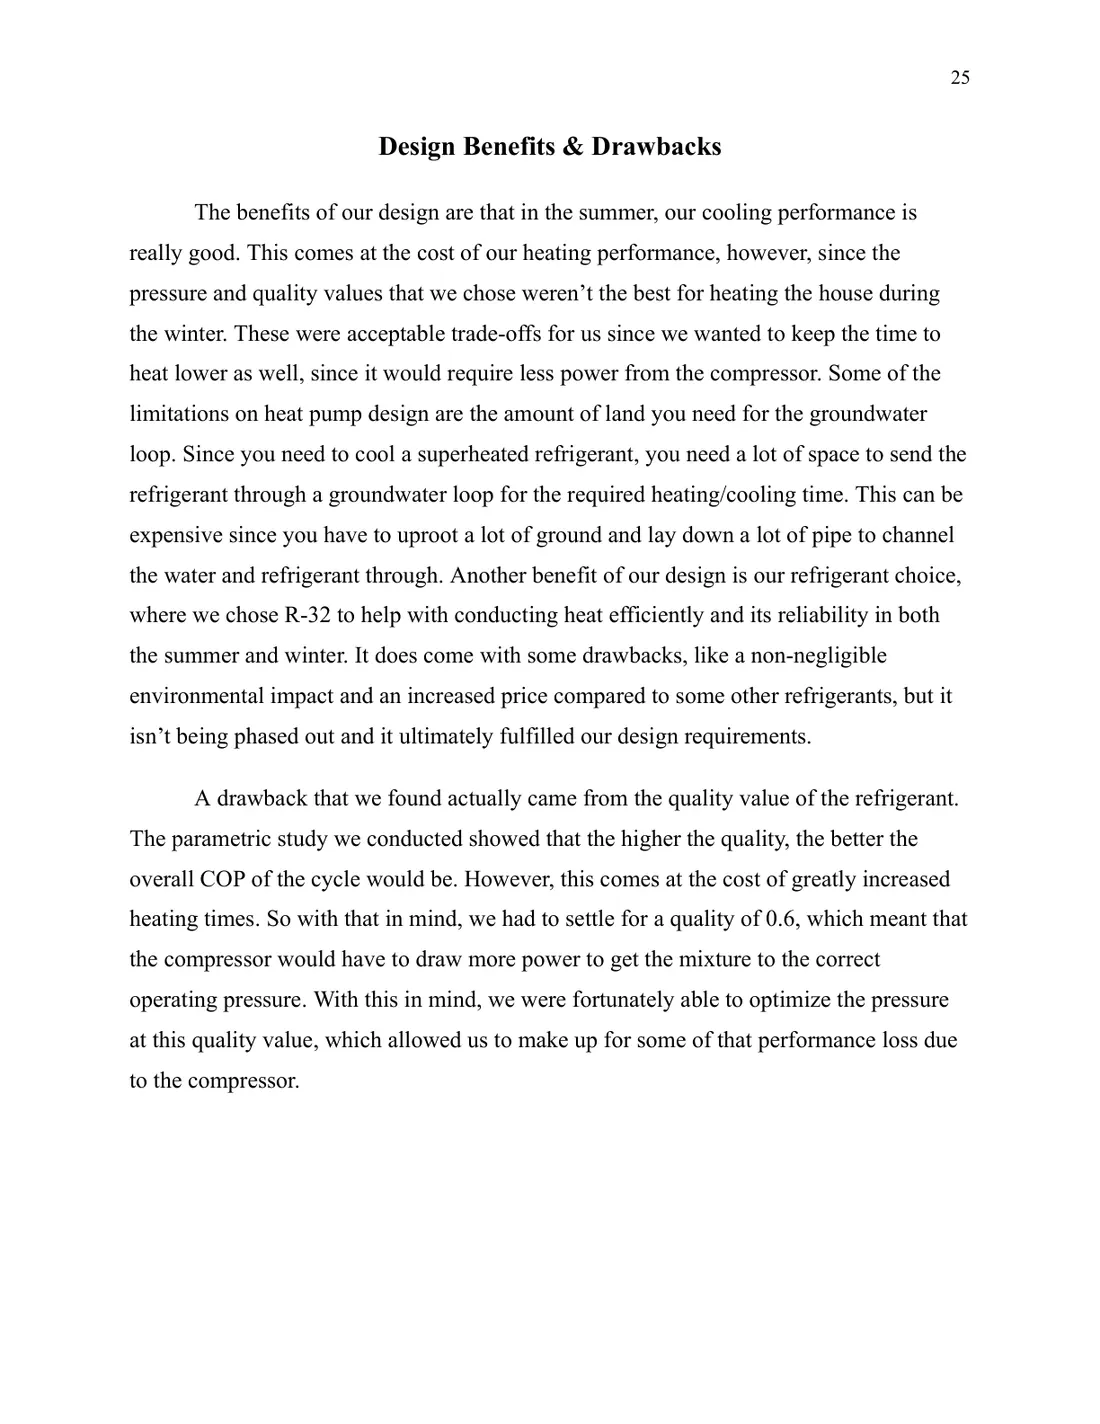 25
Design Benefits & Drawbacks
The benefits of our design are that in the summer, our cooling performance is
really good. This comes at the cost of our heating performance, however, since the
pressure and quality values that we chose weren’t the best for heating the house during
the winter. These were acceptable trade-offs for us since we wanted to keep the time to
heat lower as well, since it would require less power from the compressor. Some of the
limitations on heat pump design are the amount of land you need for the groundwater
loop. Since you need to cool a superheated refrigerant, you need a lot of space to send the
refrigerant through a groundwater loop for the required heating/cooling time. This can be
expensive since you have to uproot a lot of ground and lay down a lot of pipe to channel
the water and refrigerant through. Another benefit of our design is our refrigerant choice,
where we chose R-32 to help with conducting heat efficiently and its reliability in both
the summer and winter. It does come with some drawbacks, like a non-negligible
environmental impact and an increased price compared to some other refrigerants, but it
isn’t being phased out and it ultimately fulfilled our design requirements.
A drawback that we found actually came from the quality value of the refrigerant.
The parametric study we conducted showed that the higher the quality, the better the
overall COP of the cycle would be. However, this comes at the cost of greatly increased
heating times. So with that in mind, we had to settle for a quality of 0.6, which meant that
the compressor would have to draw more power to get the mixture to the correct
operating pressure. With this in mind, we were fortunately able to optimize the pressure
at this quality value, which allowed us to make up for some of that performance loss due
to the compressor.